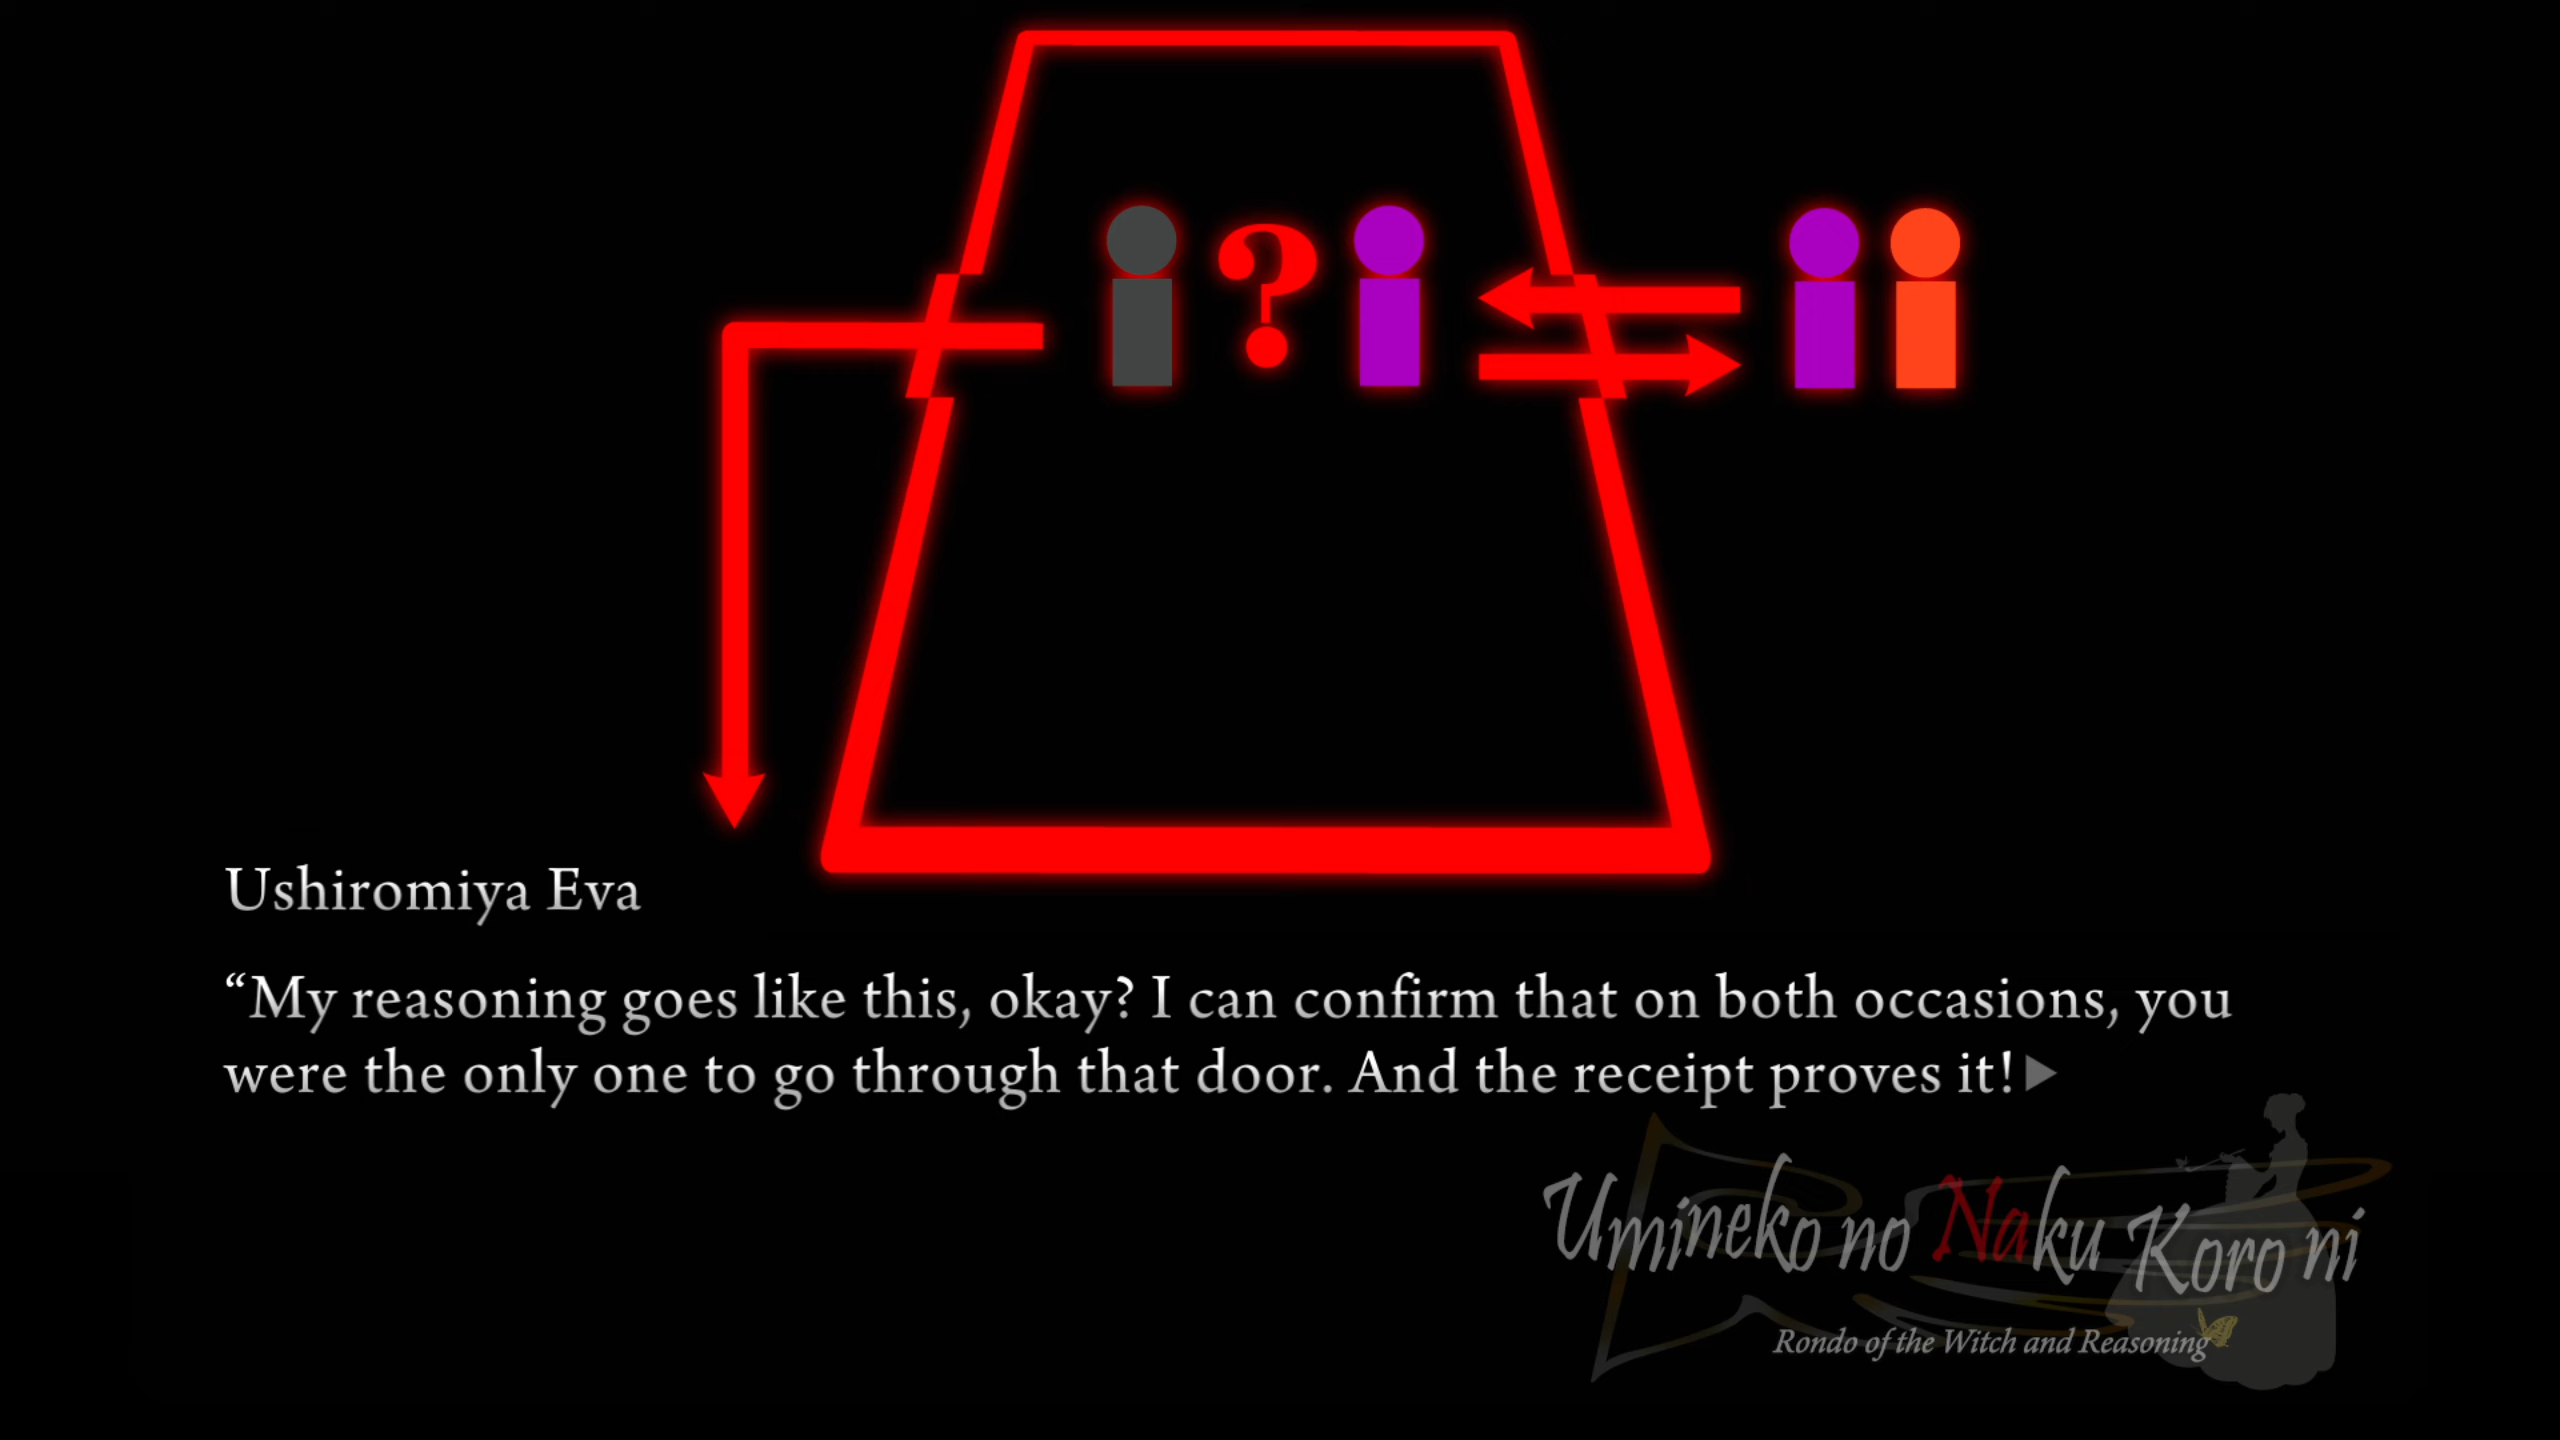 ?
Ushiromiya Eva
“My reasoning goes like this, okay? I can confirm that on both occasions, you
were the only one to go through that door. And the receipt proves it!
Umineko no Naku Koro ni
Rondo of the Witch and Reasoning